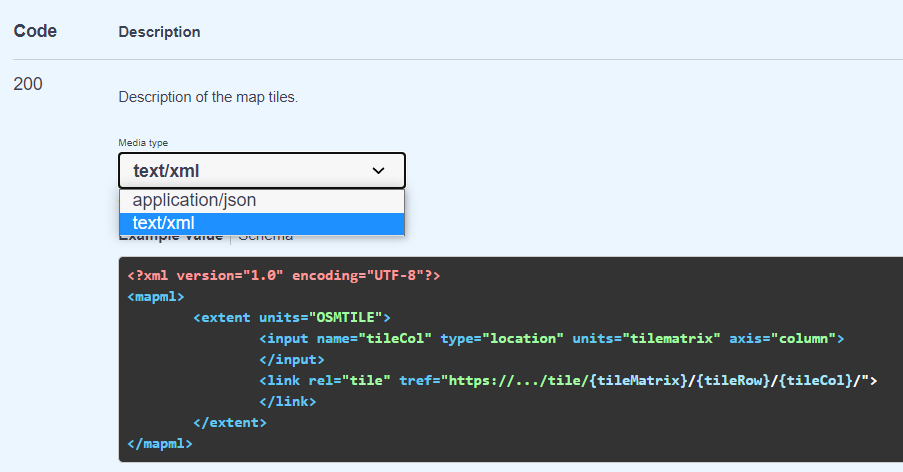 Code Description
200
Description of the map tiles.
Media type
text/xml
application/json
text/xml
Example Value Schema
<?xml version="1.0" encoding="UTF-8"?>
<mapml>
<extent units="OSMTILE">
<input name="tileCol" type="location" units="tilematrix" axis="column">
</input>
<link rel="tile" tref="https://.../tile/{tileMatrix}/{tileRow}/{tileCol}/">
</link>
</extent>
</mapml>